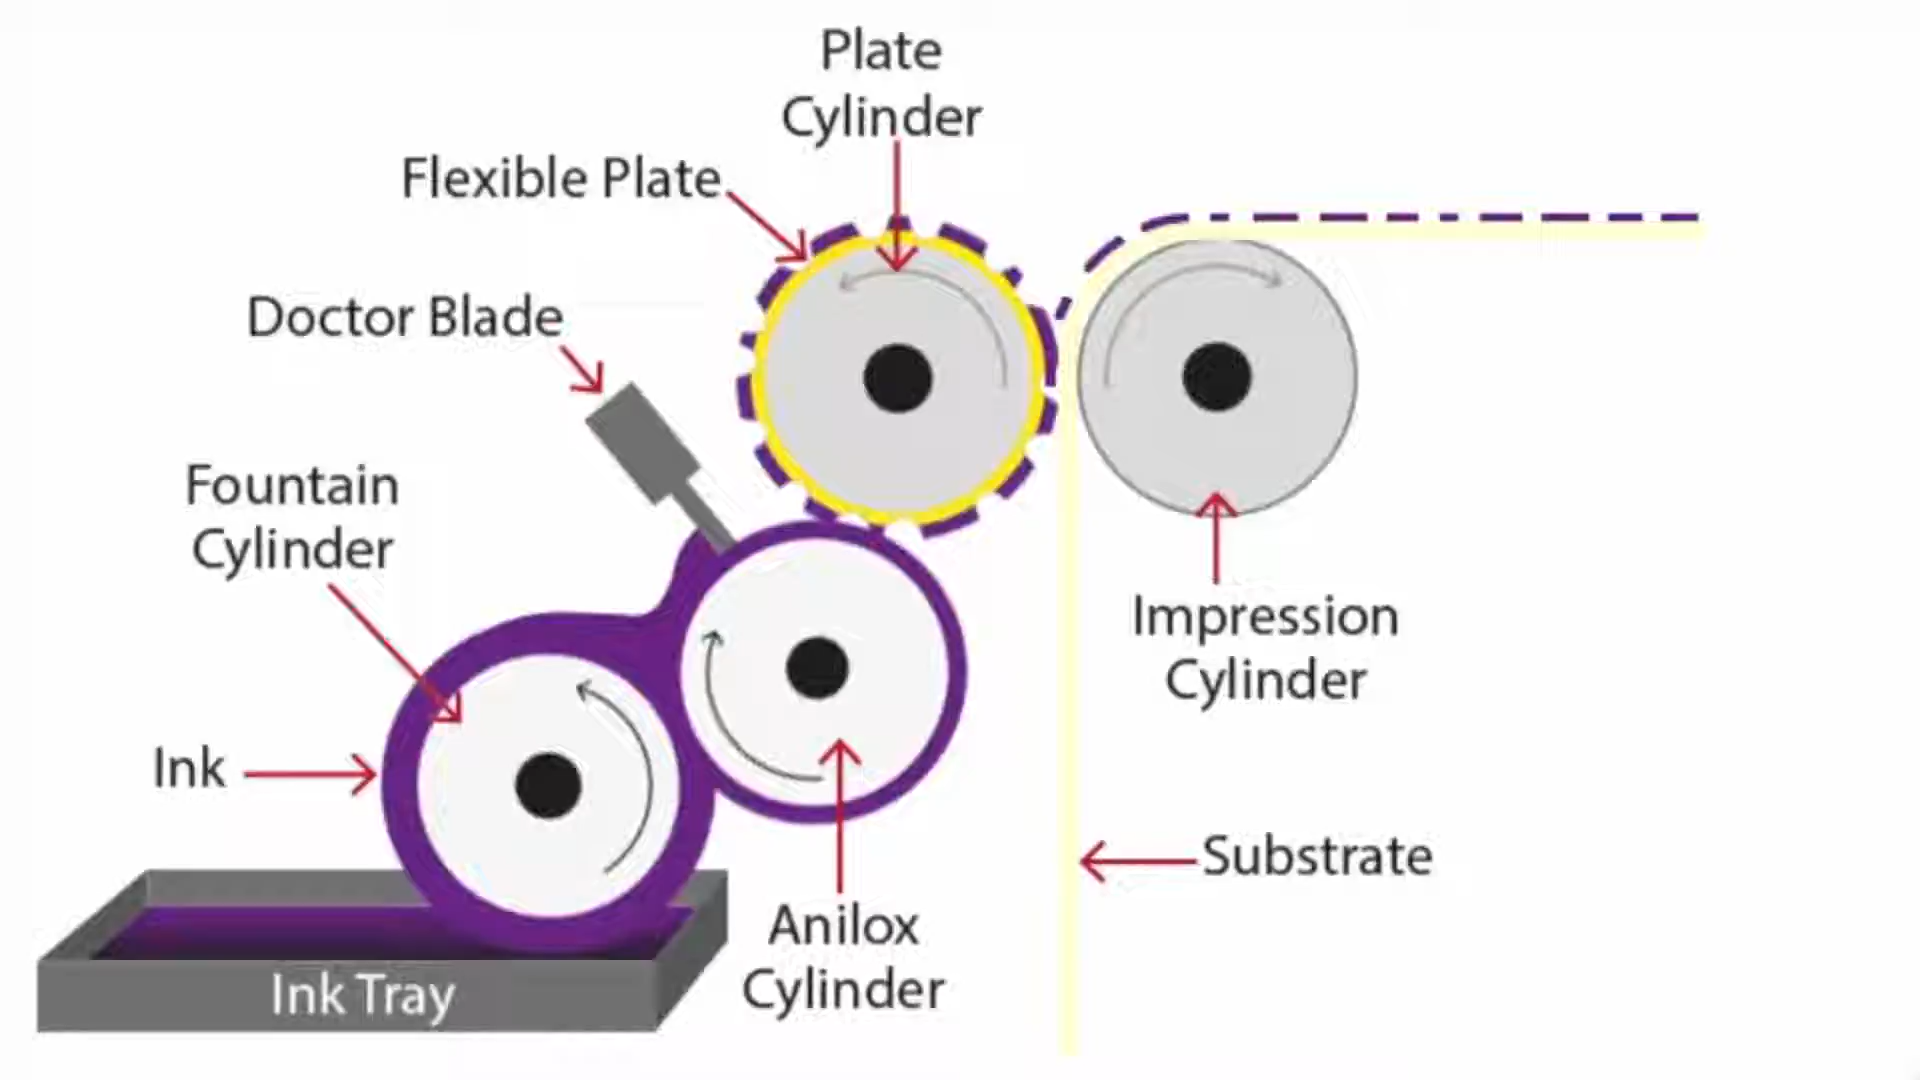 Plate
Cylinder
Flexible Plate
Doctor Blade
Fountain
Cylinder
Impression
Cylinder
Ink
Substrate
Anilox
Cylinder
Ink Tray